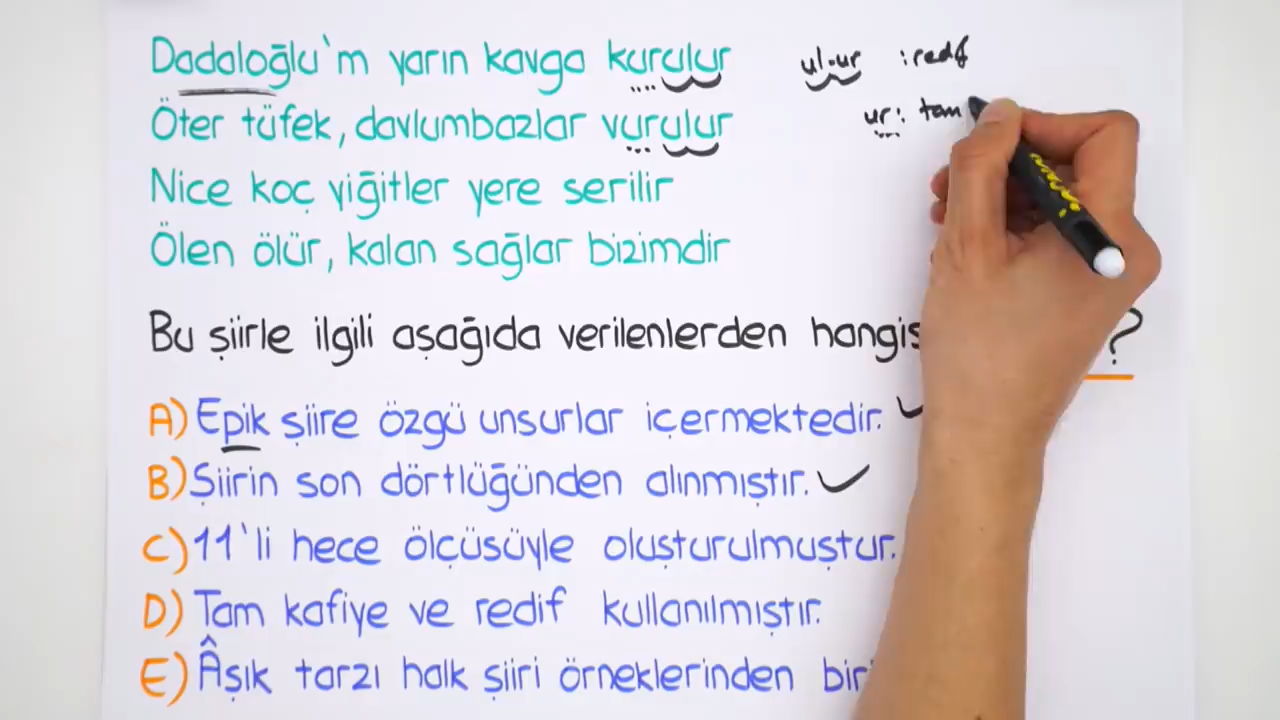 Dadaloğlu'm yarın kavga kurulur
ul-ur : redif
Öter tüfek, davlumbazlar vurulur
ur: tam
Nice koç yiğitler yere serilir
Ölen ölür, kalan sağlar bizimdir
Bu şiirle ilgili aşağıda verilenlerden ?
A) Epik şiire özgü unsurlar içermektedir.
B) Şiirin son dörtlüğünden alınmıştır.
C) 11'li hece ölçüsüyle oluşturulmuştur.
D) Tam kafiye ve redif kullanılmıştır.
E) Âşık tarzı halk şiiri örneklerinden